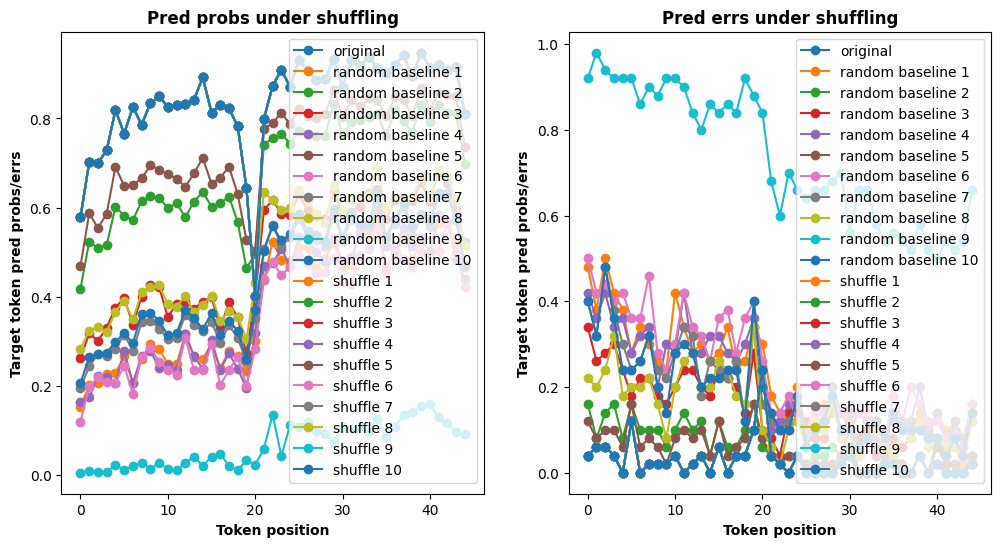 Pred probs under shuffling
Target token pred probs/errs
0.8
0.6
0.4
0.2
0.0
0
10
20
30
40
Token position
original
random baseline 1
random baseline 2
random baseline 3
random baseline 4
random baseline 5
random baseline 6
random baseline 7
random baseline 8
random baseline 9
random baseline 10
shuffle 1
shuffle 2
shuffle 3
shuffle 4
shuffle 5
shuffle 6
shuffle 7
shuffle 8
shuffle 9
shuffle 10
Pred errs under shuffling
Target token pred probs/errs
1.0
0.8
0.6
0.4
0.2
0.0
0
10
20
30
40
Token position
original
random baseline 1
random baseline 2
random baseline 3
random baseline 4
random baseline 5
random baseline 6
random baseline 7
random baseline 8
random baseline 9
random baseline 10
shuffle 1
shuffle 2
shuffle 3
shuffle 4
shuffle 5
shuffle 6
shuffle 7
shuffle 8
shuffle 9
shuffle 10